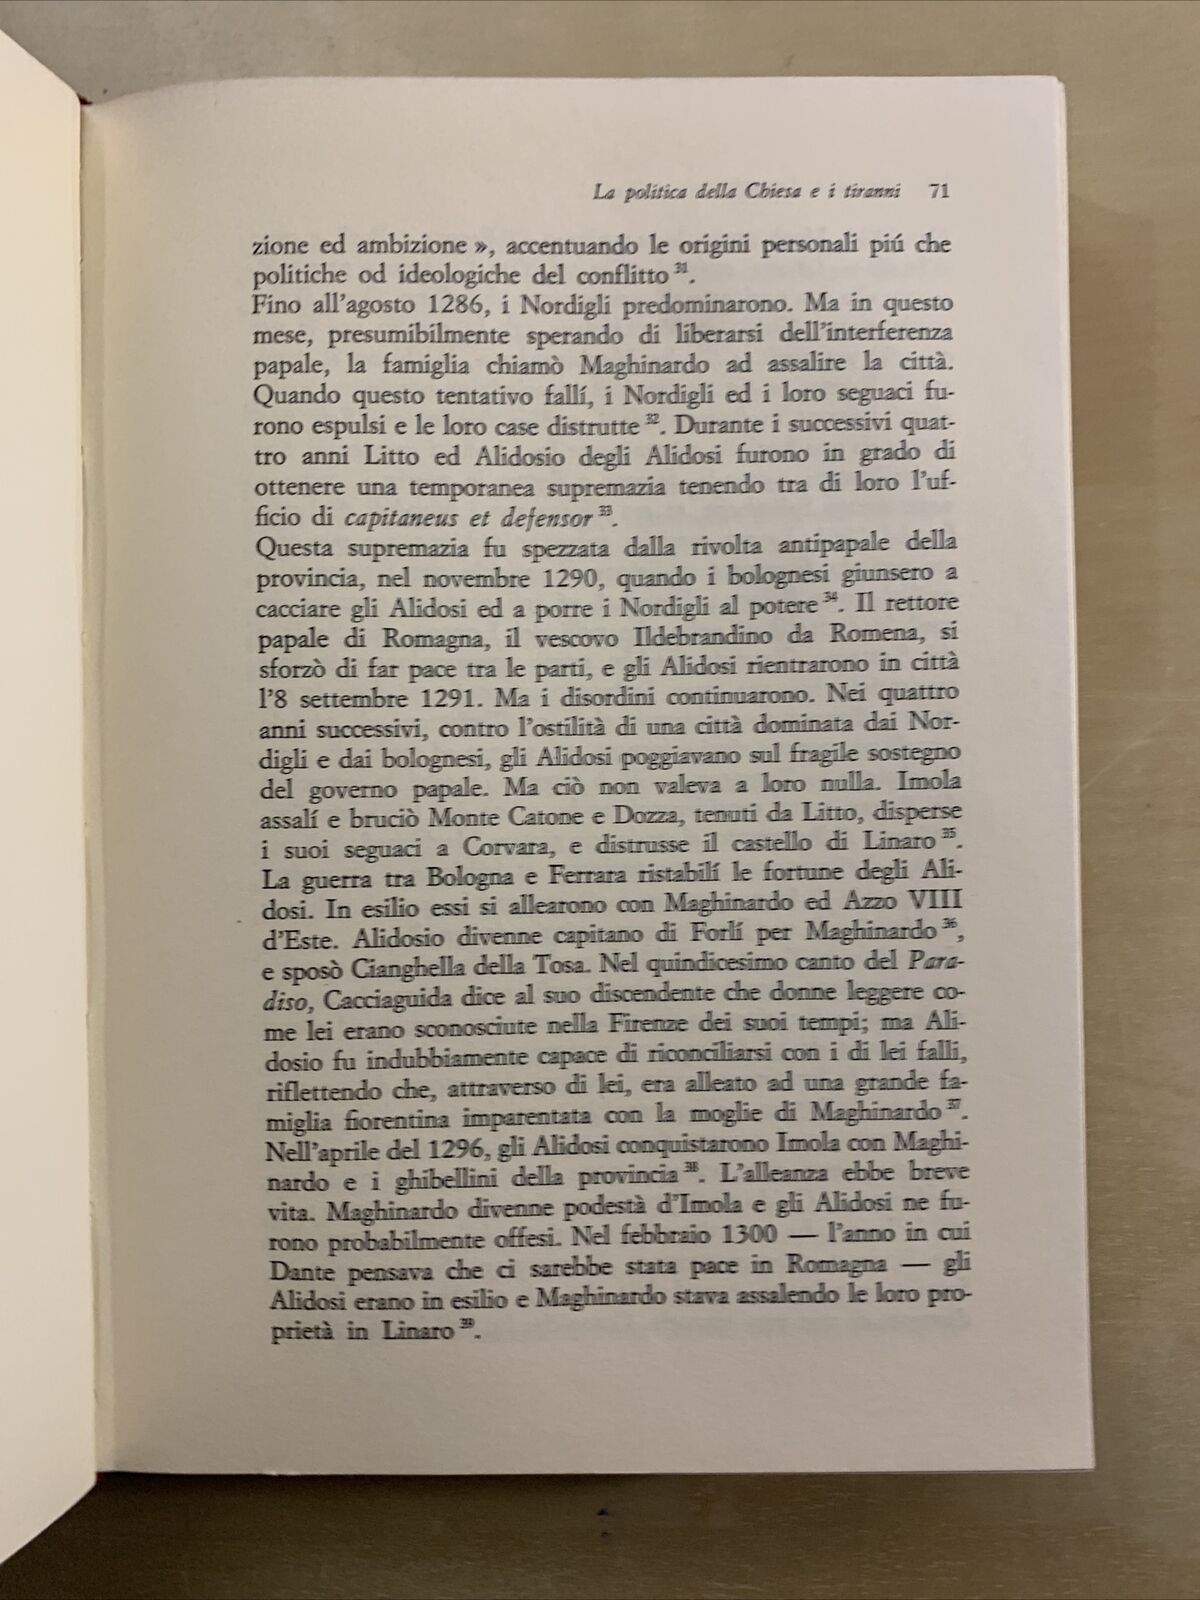 La politica della Chiesa e i tiranni 71
zione ed ambizione », accentuando le origini personali piú che
politiche od ideologiche del conflitto 31.
Fino all'agosto 1286, i Nordigli predominarono. Ma in questo
mese, presumibilmente sperando di liberarsi dell'interferenza
papale, la famiglia chiamò Maghinardo ad assalire la città.
Quando questo tentativo fallí, i Nordigli ed i loro seguaci fu-
rono espulsi e le loro case distrutte 32. Durante i successivi quat-
tro anni Litto ed Alidosio degli Alidosi furono in grado di
ottenere una temporanea supremazia tenendo tra di loro l'uf-
ficio di capitaneus et defensor 33.
Questa supremazia fu spezzata dalla rivolta antipapale della
provincia, nel novembre 1290, quando i bolognesi giunsero a
cacciare gli Alidosi ed a porre i Nordigli al potere 34. Il rettore
papale di Romagna, il vescovo Ildebrandino da Romena, si
sforzò di far pace tra le parti, e gli Alidosi rientrarono in città
l'8 settembre 1291. Ma i disordini continuarono. Nei quattro
anni successivi, contro l'ostilità di una città dominata dai Nor-
digli e dai bolognesi, gli Alidosi poggiavano sul fragile sostegno
del governo papale. Ma ciò non valeva a loro nulla. Imola
assalí e bruciò Monte Catone e Dozza, tenuti da Litto, disperse
i suoi seguaci a Corvara, e distrusse il castello di Linaro 35.
La guerra tra Bologna e Ferrara ristabilí le fortune degli Ali-
dosi. In esilio essi si allearono con Maghinardo ed Azzo VIII
d'Este. Alidosio divenne capitano di Forlí per Maghinardo 36,
e sposò Cianghella della Tosa. Nel quindicesimo canto del Para-
diso, Cacciaguida dice al suo discendente che donne leggere co-
me lei erano sconosciute nella Firenze dei suoi tempi; ma Ali-
dosio fu indubbiamente capace di riconciliarsi con i di lei falli,
riflettendo che, attraverso di lei, era alleato ad una grande fa-
miglia fiorentina imparentata con la moglie di Maghinardo 37.
Nell'aprile del 1296, gli Alidosi conquistarono Imola con Maghi-
nardo e i ghibellini della provincia 38. L'alleanza ebbe breve
vita. Maghinardo divenne podestà d'Imola e gli Alidosi ne fu-
rono probabilmente offesi. Nel febbraio 1300 — l'anno in cui
Dante pensava che ci sarebbe stata pace in Romagna — gli
Alidosi erano in esilio e Maghinardo stava assalendo le loro pro-
prietà in Linaro 39.